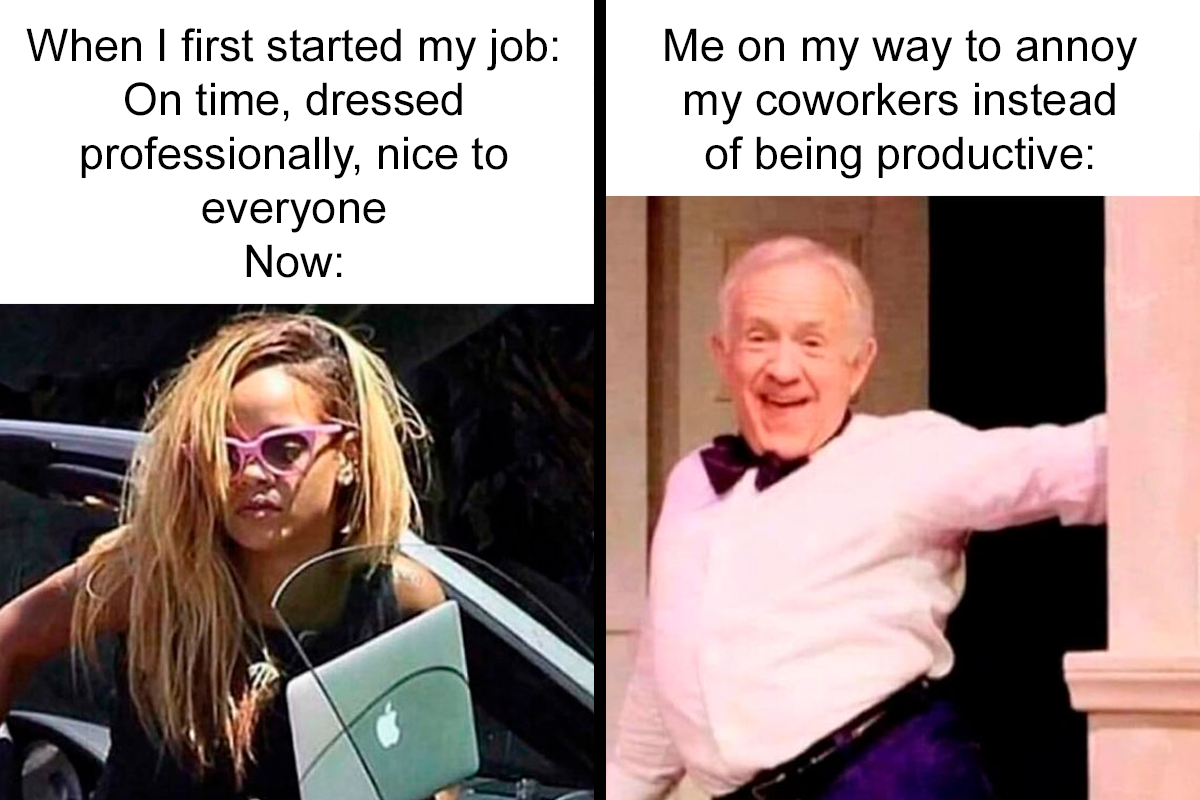 When I first started my job:
On time, dressed
professionally, nice to
everyone
Now:
Me on my way to annoy
my coworkers instead
of being productive: